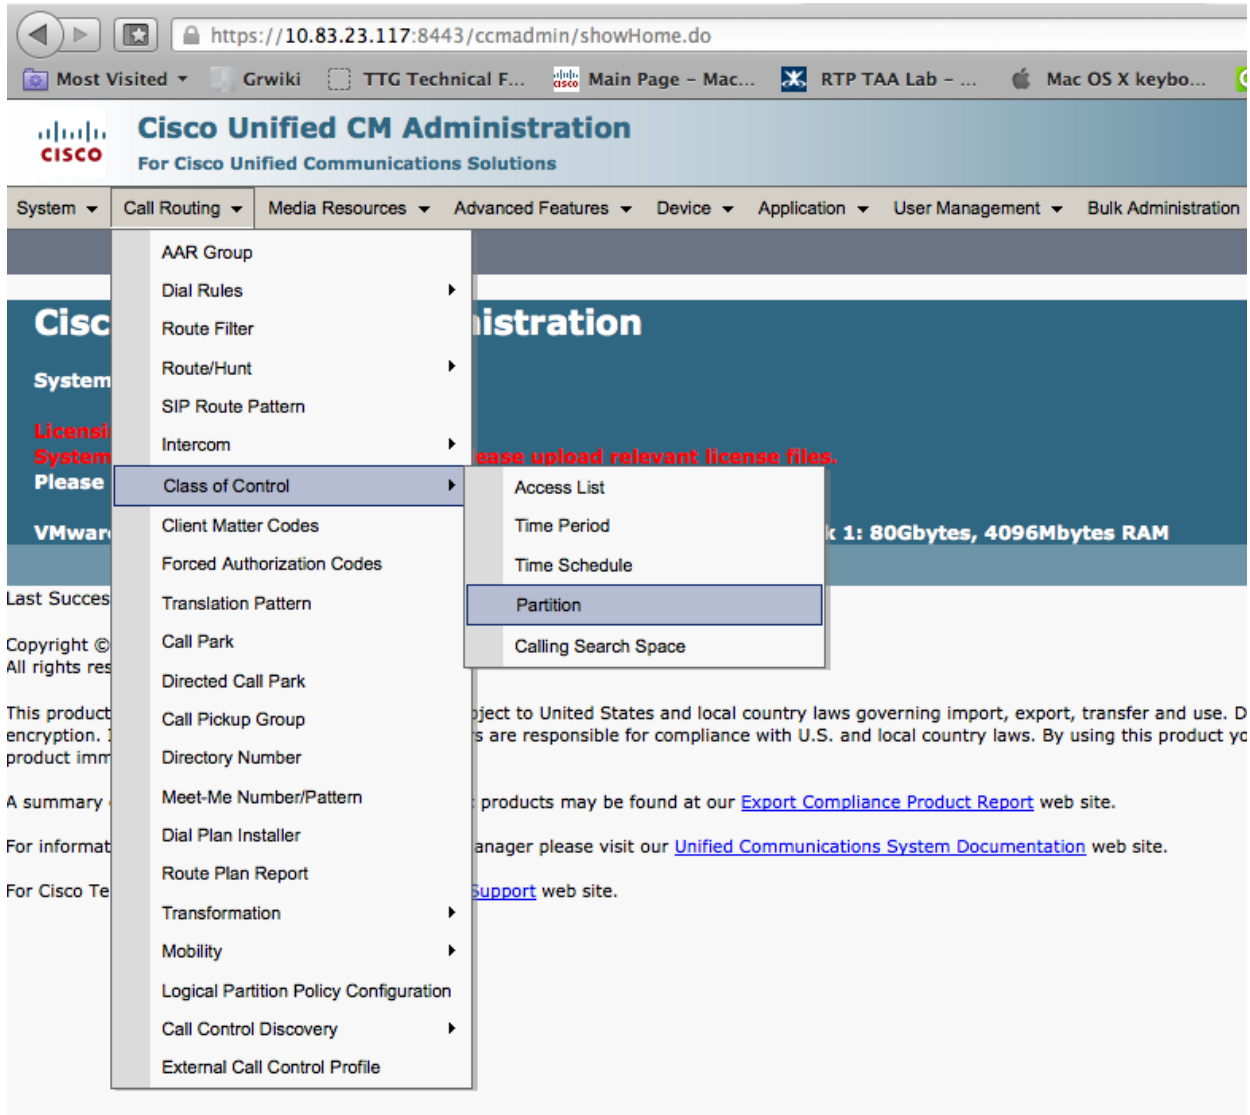 https://10.83.23.117:8443/ccmadmin/showHome.do
Most Visited Grwiki TTG Technical F... Main Page - Mac... RTP TAA Lab - ... Mac OS X keybo...
CISCO
Cisco Unified CM Administration
For Cisco Unified Communications Solutions
System Call Routing Media Resources Advanced Features Device Application User Management Bulk Administration
AAR Group
Dial Rules
Route Filter
Route/Hunt
SIP Route Pattern
Intercom
Class of Control
Client Matter Codes
Forced Authorization Codes
Translation Pattern
Call Park
Directed Call Park
Call Pickup Group
Directory Number
Meet-Me Number/Pattern
Dial Plan Installer
Route Plan Report
Transformation
Mobility
Logical Partition Policy Configuration
Call Control Discovery
External Call Control Profile
Access List
Time Period
Time Schedule
Partition
Calling Search Space
Cisc istration
System
Licensi
System ease upload relevant license files.
Please
VMwar k 1: 80Gbytes, 4096Mbytes RAM
Last Succes
Copyright ©
All rights res
This product bject to United States and local country laws governing import, export, transfer and use. D
encryption. s are responsible for compliance with U.S. and local country laws. By using this product yo
product imm
A summary products may be found at our Export Compliance Product Report web site.
For informat anager please visit our Unified Communications System Documentation web site.
For Cisco Te Support web site.